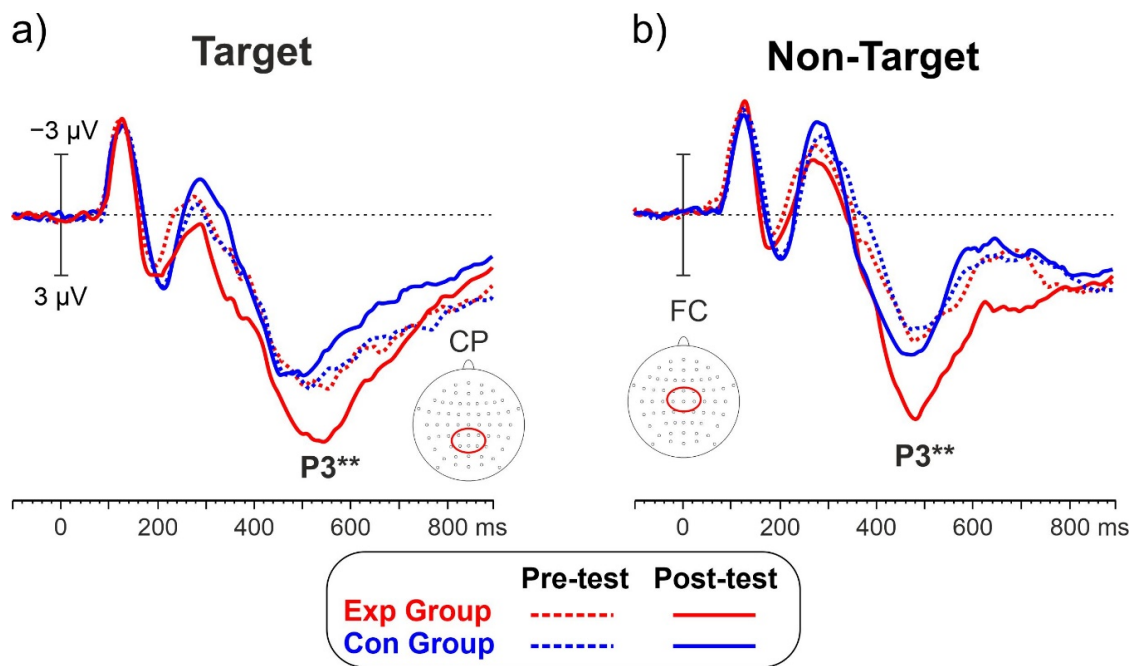 a)
Target
−3 µV
3 µV
CP
P3**
0 200 400 600 800 ms
b)
Non-Target
FC
P3**
0 200 400 600 800 ms
Pre-test Post-test
Exp Group
Con Group